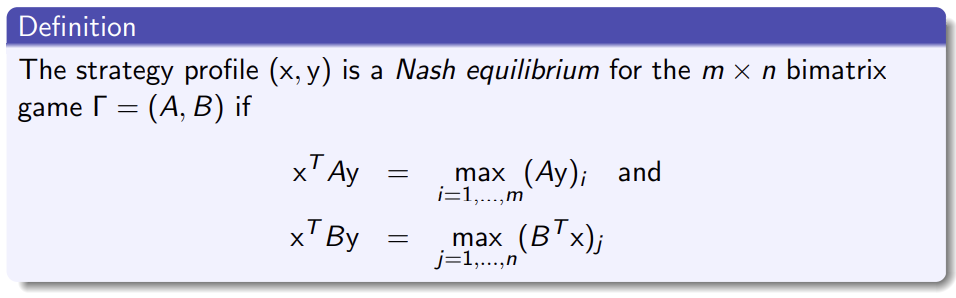 Definition
The strategy profile (x, y) is a Nash equilibrium for the m × n bimatrix
game Γ = (A, B) if
x^T Ay = max_{i=1,...,m} (Ay)_i and
x^T By = max_{j=1,...,n} (B^T x)_j